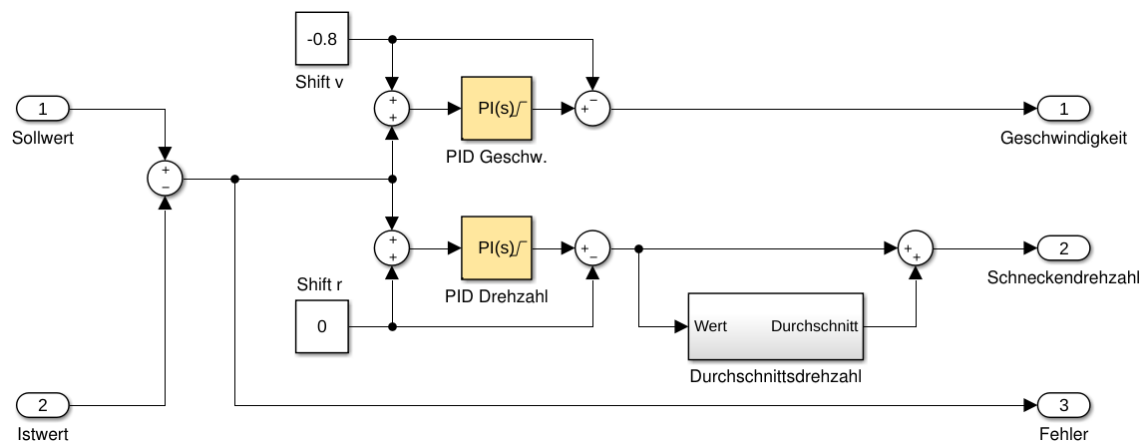 -0.8
Shift v
1
Sollwert
+
+
PI(s)
PID Geschw.
+
−
1
Geschwindigkeit
+
−
+
+
PI(s)
PID Drehzahl
+
−
+
+
2
Schneckendrehzahl
Shift r
0
Wert Durchschnitt
Durchschnittsdrehzahl
2
Istwert
3
Fehler